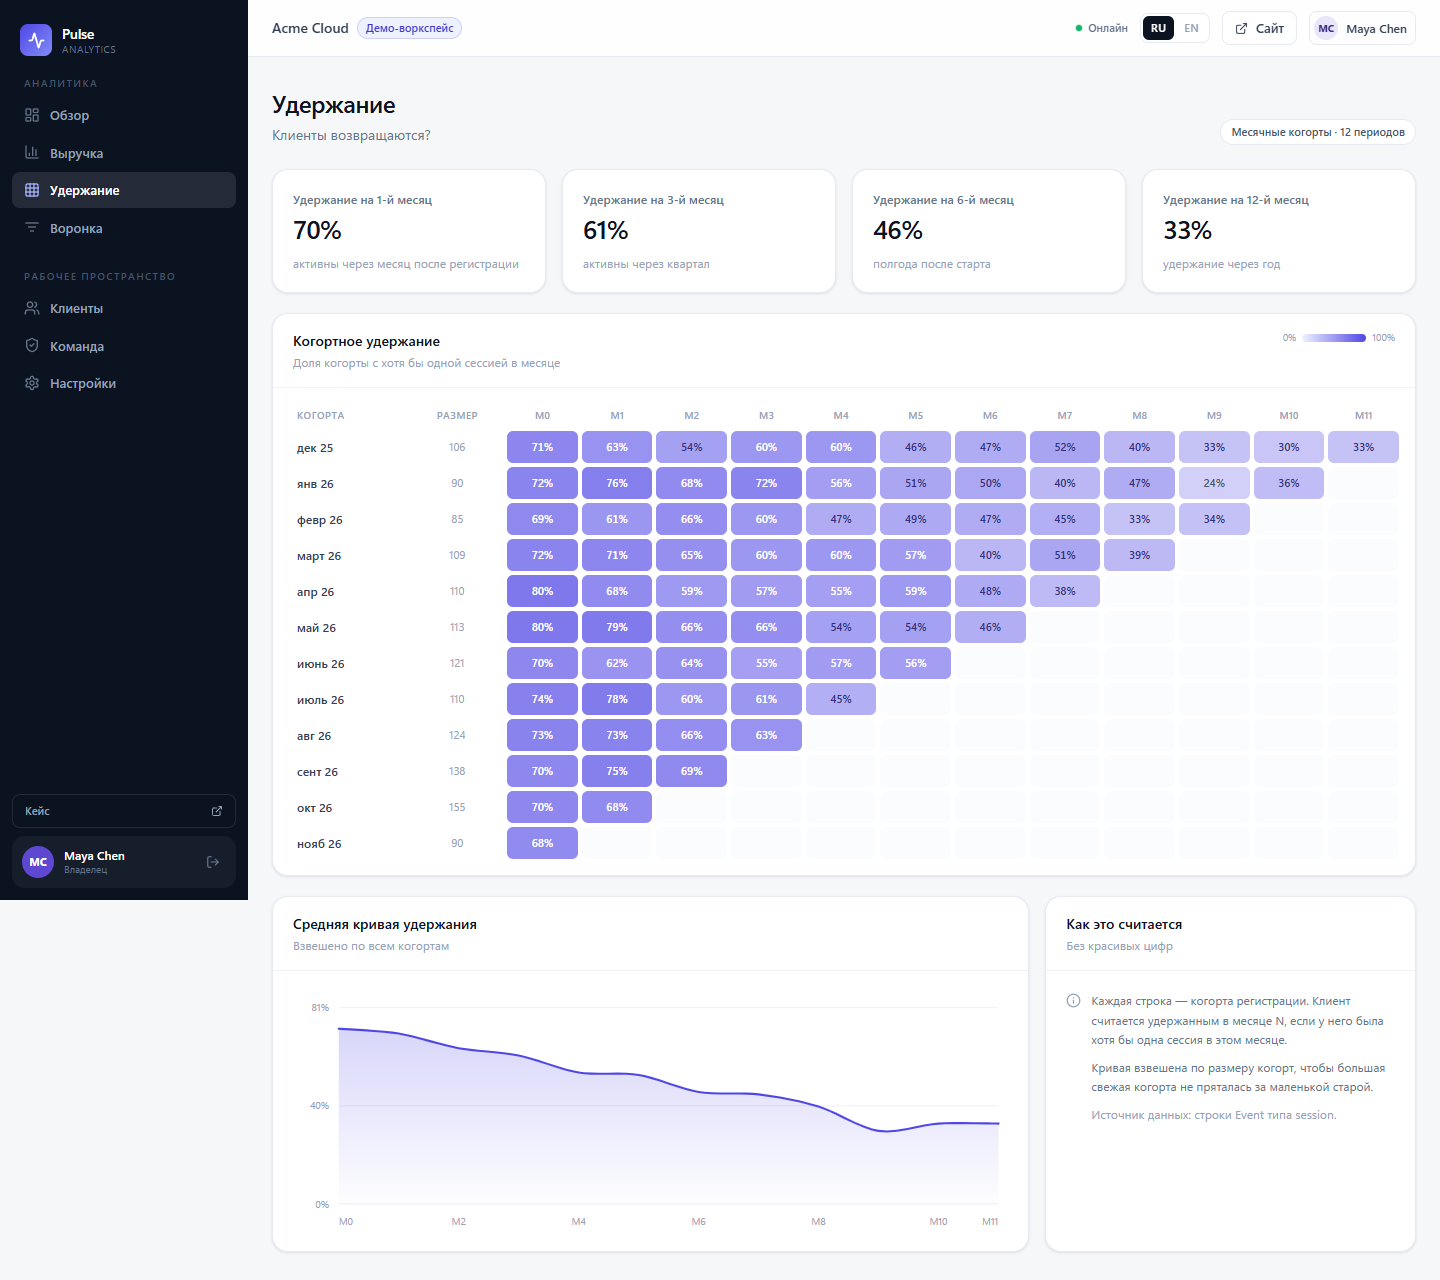 Pulse
ANALYTICS
АНАЛИТИКА
Обзор
Выручка
Удержание
Воронка
РАБОЧЕЕ ПРОСТРАНСТВО
Клиенты
Команда
Настройки
Кейс
MC
Maya Chen
Владелец
Acme Cloud Демо-воркспейс
Онлайн RU EN Сайт MC Maya Chen
Удержание
Клиенты возвращаются?
Месячные когорты · 12 периодов
Удержание на 1-й месяц
70%
активны через месяц после регистрации
Удержание на 3-й месяц
61%
активны через квартал
Удержание на 6-й месяц
46%
полгода после старта
Удержание на 12-й месяц
33%
удержание через год
Когортное удержание
Доля когорты с хотя бы одной сессией в месяце
0% 100%
КОГОРТА РАЗМЕР M0 M1 M2 M3 M4 M5 M6 M7 M8 M9 M10 M11
дек 25 106 71% 63% 54% 60% 60% 46% 47% 52% 40% 33% 30% 33%
янв 26 90 72% 76% 68% 72% 56% 51% 50% 40% 47% 24% 36%
февр 26 85 69% 61% 66% 60% 47% 49% 47% 45% 33% 34%
март 26 109 72% 71% 65% 60% 60% 57% 40% 51% 39%
апр 26 110 80% 68% 59% 57% 55% 59% 48% 38%
май 26 113 80% 79% 66% 66% 54% 54% 46%
июнь 26 121 70% 62% 64% 55% 57% 56%
июль 26 110 74% 78% 60% 61% 45%
авг 26 124 73% 73% 66% 63%
сент 26 138 70% 75% 69%
окт 26 155 70% 68%
нояб 26 90 68%
Средняя кривая удержания
Взвешено по всем когортам
81%
40%
0%
M0 M2 M4 M6 M8 M10 M11
Как это считается
Без красивых цифр
Каждая строка — когорта регистрации. Клиент
считается удержанным в месяце N, если у него была
хотя бы одна сессия в этом месяце.
Кривая взвешена по размеру когорт, чтобы большая
свежая когорта не пряталась за маленькой старой.
Источник данных: строки Event типа session.